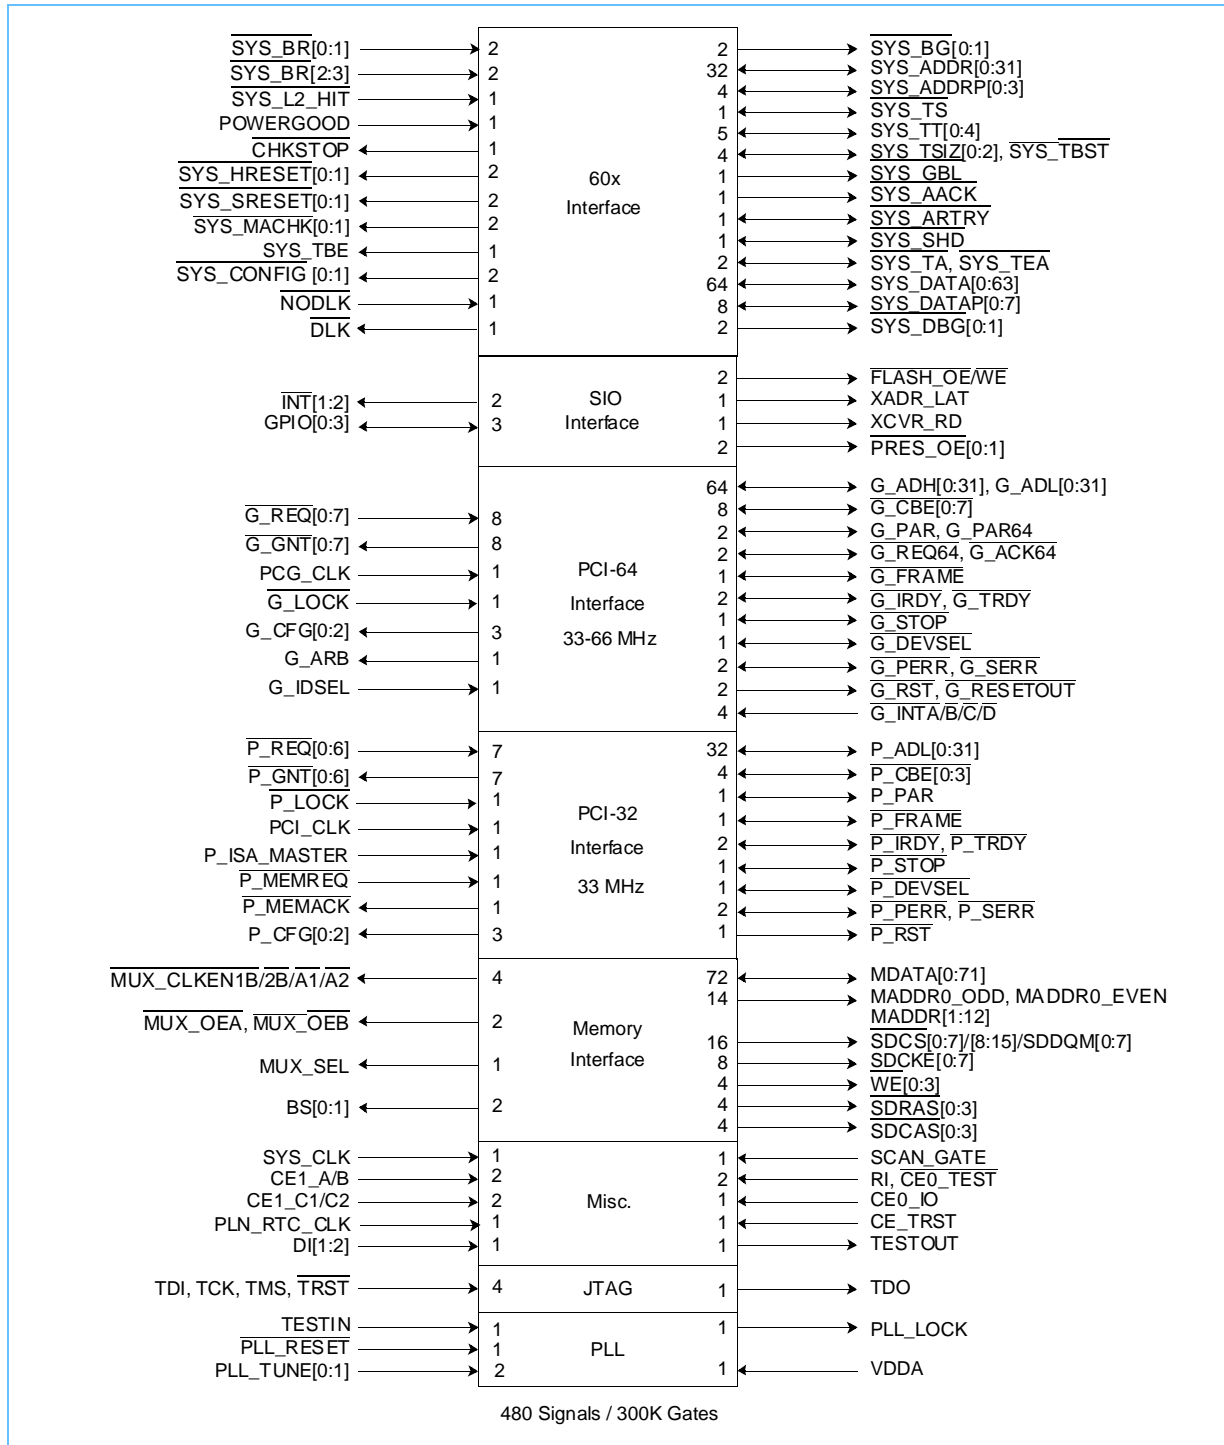 SYS_BR[0:1] 2 2 SYS_BG[0:1]
SYS_BR[2:3] 2 32 SYS_ADDR[0:31]
SYS_L2_HIT 1 4 SYS_ADDRP[0:3]
POWERGOOD 1 1 SYS_TS
CHKSTOP 1 5 SYS_TT[0:4]
SYS_HRESET[0:1] 2 4 SYS_TSIZ[0:2], SYS_TBST
60x
Interface
SYS_SRESET[0:1] 2 1 SYS_GBL
SYS_MACHK[0:1] 2 1 SYS_AACK
SYS_TBE 1 1 SYS_ARTRY
SYS_CONFIG [0:1] 2 1 SYS_SHD
NODLK 1 2 SYS_TA, SYS_TEA
DLK 1 64 SYS_DATA[0:63]
8 SYS_DATAP[0:7]
2 SYS_DBG[0:1]
INT[1:2] 2 2 FLASH_OE/WE
GPIO[0:3] 3 1 XADR_LAT
SIO
Interface
1 XCVR_RD
2 PRES_OE[0:1]
G_REQ[0:7] 8 64 G_ADH[0:31], G_ADL[0:31]
G_GNT[0:7] 8 8 G_CBE[0:7]
PCG_CLK 1 2 G_PAR, G_PAR64
G_LOCK 1 2 G_REQ64, G_ACK64
G_CFG[0:2] 3 1 G_FRAME
G_ARB 1 2 G_IRDY, G_TRDY
G_IDSEL 1 1 G_STOP
PCI-64
Interface
33-66 MHz
1 G_DEVSEL
2 G_PERR, G_SERR
2 G_RST, G_RESETOUT
4 G_INTA/B/C/D
P_REQ[0:6] 7 32 P_ADL[0:31]
P_GNT[0:6] 7 4 P_CBE[0:3]
P_LOCK 1 1 P_PAR
PCI_CLK 1 1 P_FRAME
P_ISA_MASTER 1 2 P_IRDY, P_TRDY
P_MEMREQ 1 1 P_STOP
P_MEMACK 1 1 P_DEVSEL
P_CFG[0:2] 3 2 P_PERR, P_SERR
PCI-32
Interface
33 MHz
1 P_RST
MUX_CLKEN1B/2B/A1/A2 4 72 MDATA[0:71]
MUX_OEA, MUX_OEB 2 14 MADDR0_ODD, MADDR0_EVEN
MADDR[1:12]
MUX_SEL 1 16 SDCS[0:7]/[8:15]/SDDQM[0:7]
BS[0:1] 2 8 SDCKE[0:7]
Memory
Interface
4 WE[0:3]
4 SDRAS[0:3]
4 SDCAS[0:3]
SYS_CLK 1 1 SCAN_GATE
CE1_A/B 2 2 RI, CE0_TEST
CE1_C1/C2 2 Misc. 1 CE0_IO
PLN_RTC_CLK 1 1 CE_TRST
DI[1:2] 1 1 TESTOUT
TDI, TCK, TMS, TRST 4 JTAG 1 TDO
TESTIN 1 1 PLL_LOCK
PLL_RESET 1 PLL
PLL_TUNE[0:1] 2 1 VDDA
480 Signals / 300K Gates